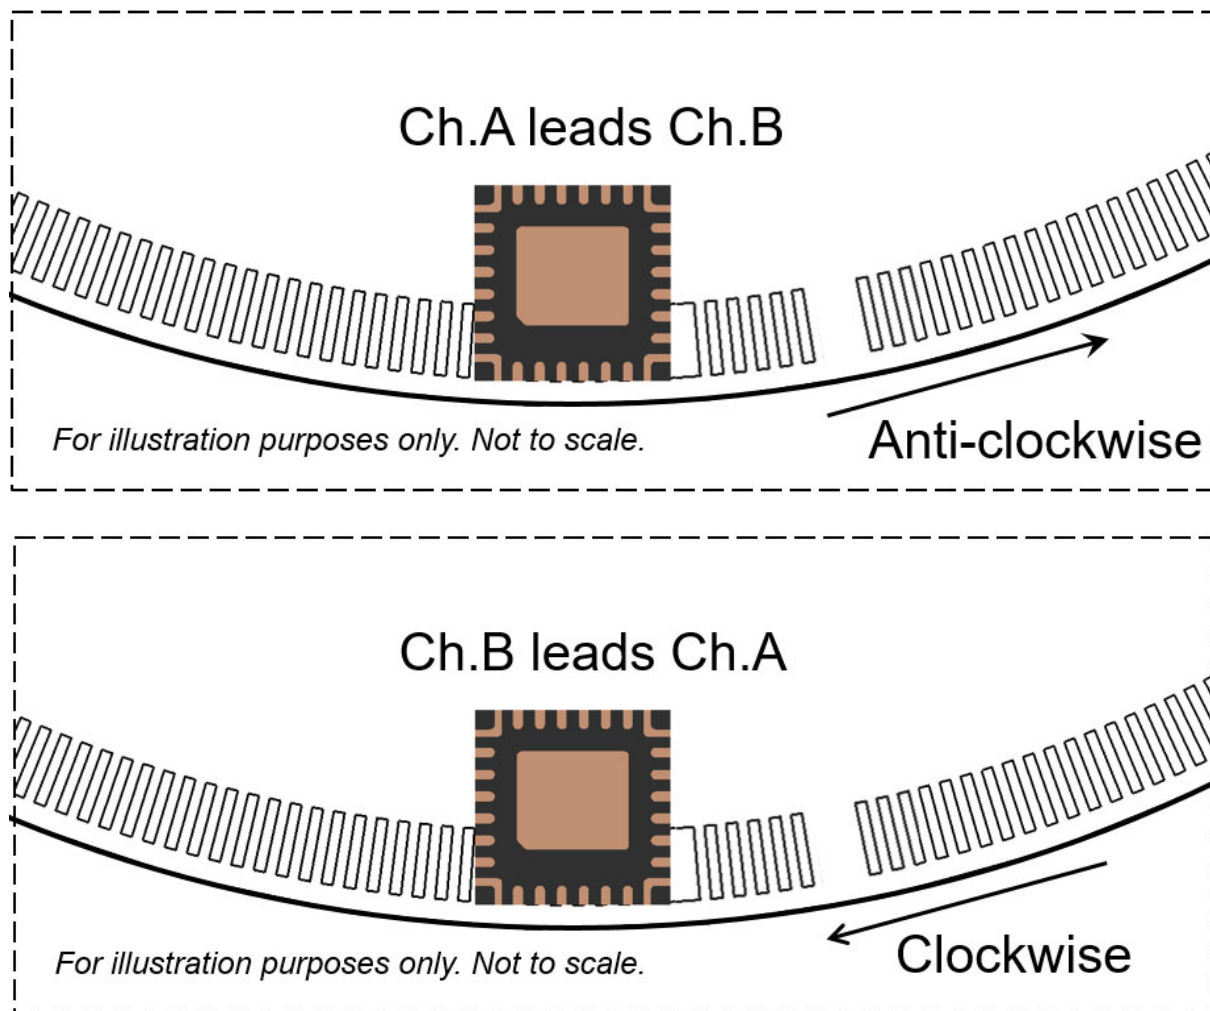 Ch.A leads Ch.B
For illustration purposes only. Not to scale.
Anti-clockwise
Ch.B leads Ch.A
For illustration purposes only. Not to scale.
Clockwise